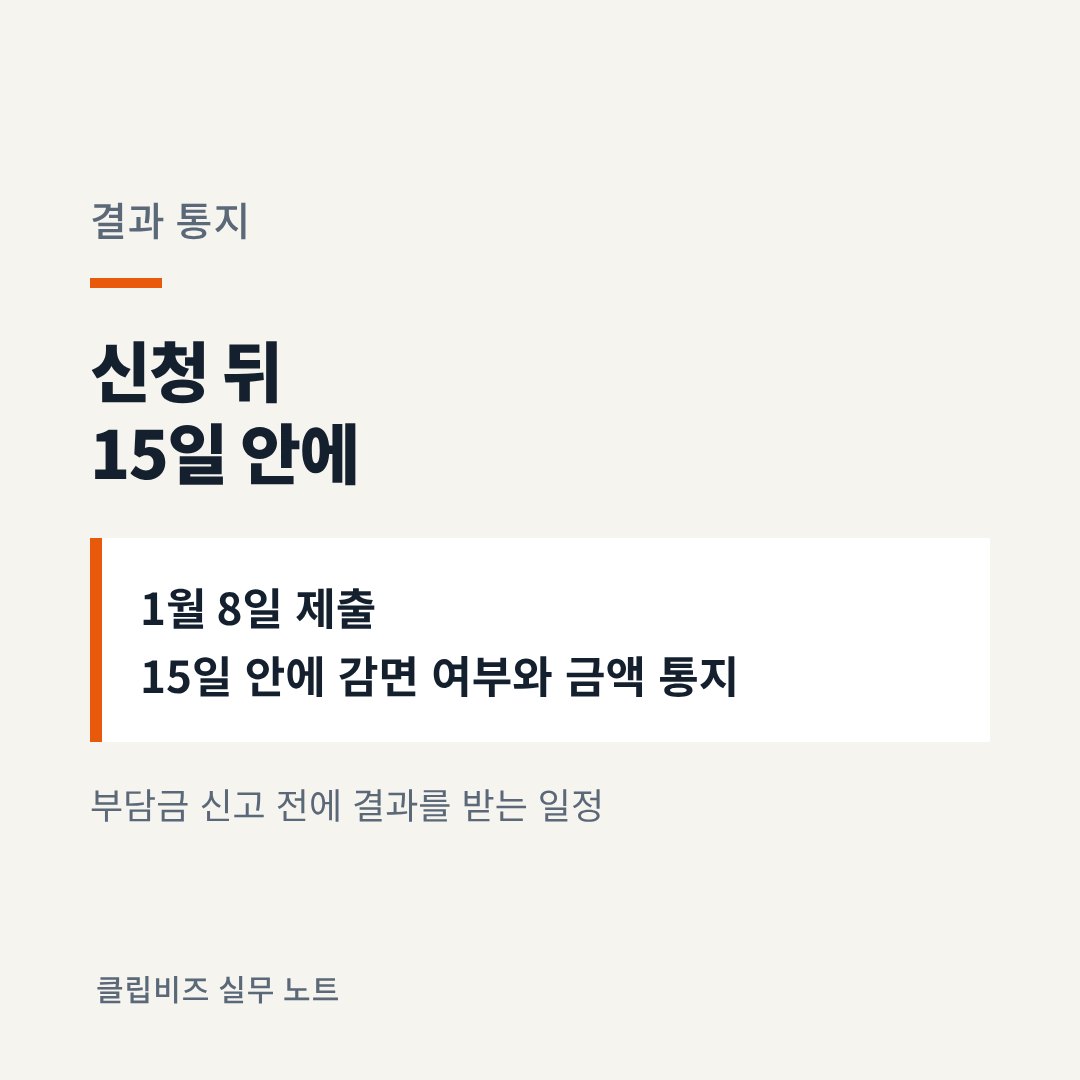 결과 통지
신청 뒤
15일 안에
1월 8일 제출
15일 안에 감면 여부와 금액 통지
부담금 신고 전에 결과를 받는 일정
클립비즈 실무 노트